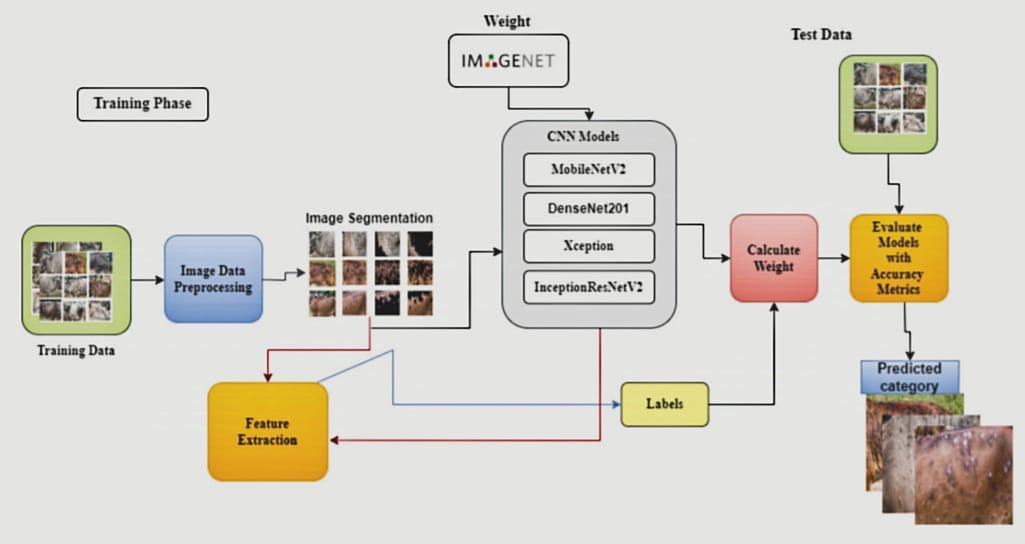 Weight
IMAGENET
Test Data
Training Phase
CNN Models
MobileNetV2
DenseNet201
Xception
InceptionResNetV2
Image Segmentation
Image Data
Preprocessing
Training Data
Calculate
Weight
Evaluate
Models
with
Accuracy
Metrics
Predicted
category
Feature
Extraction
Labels